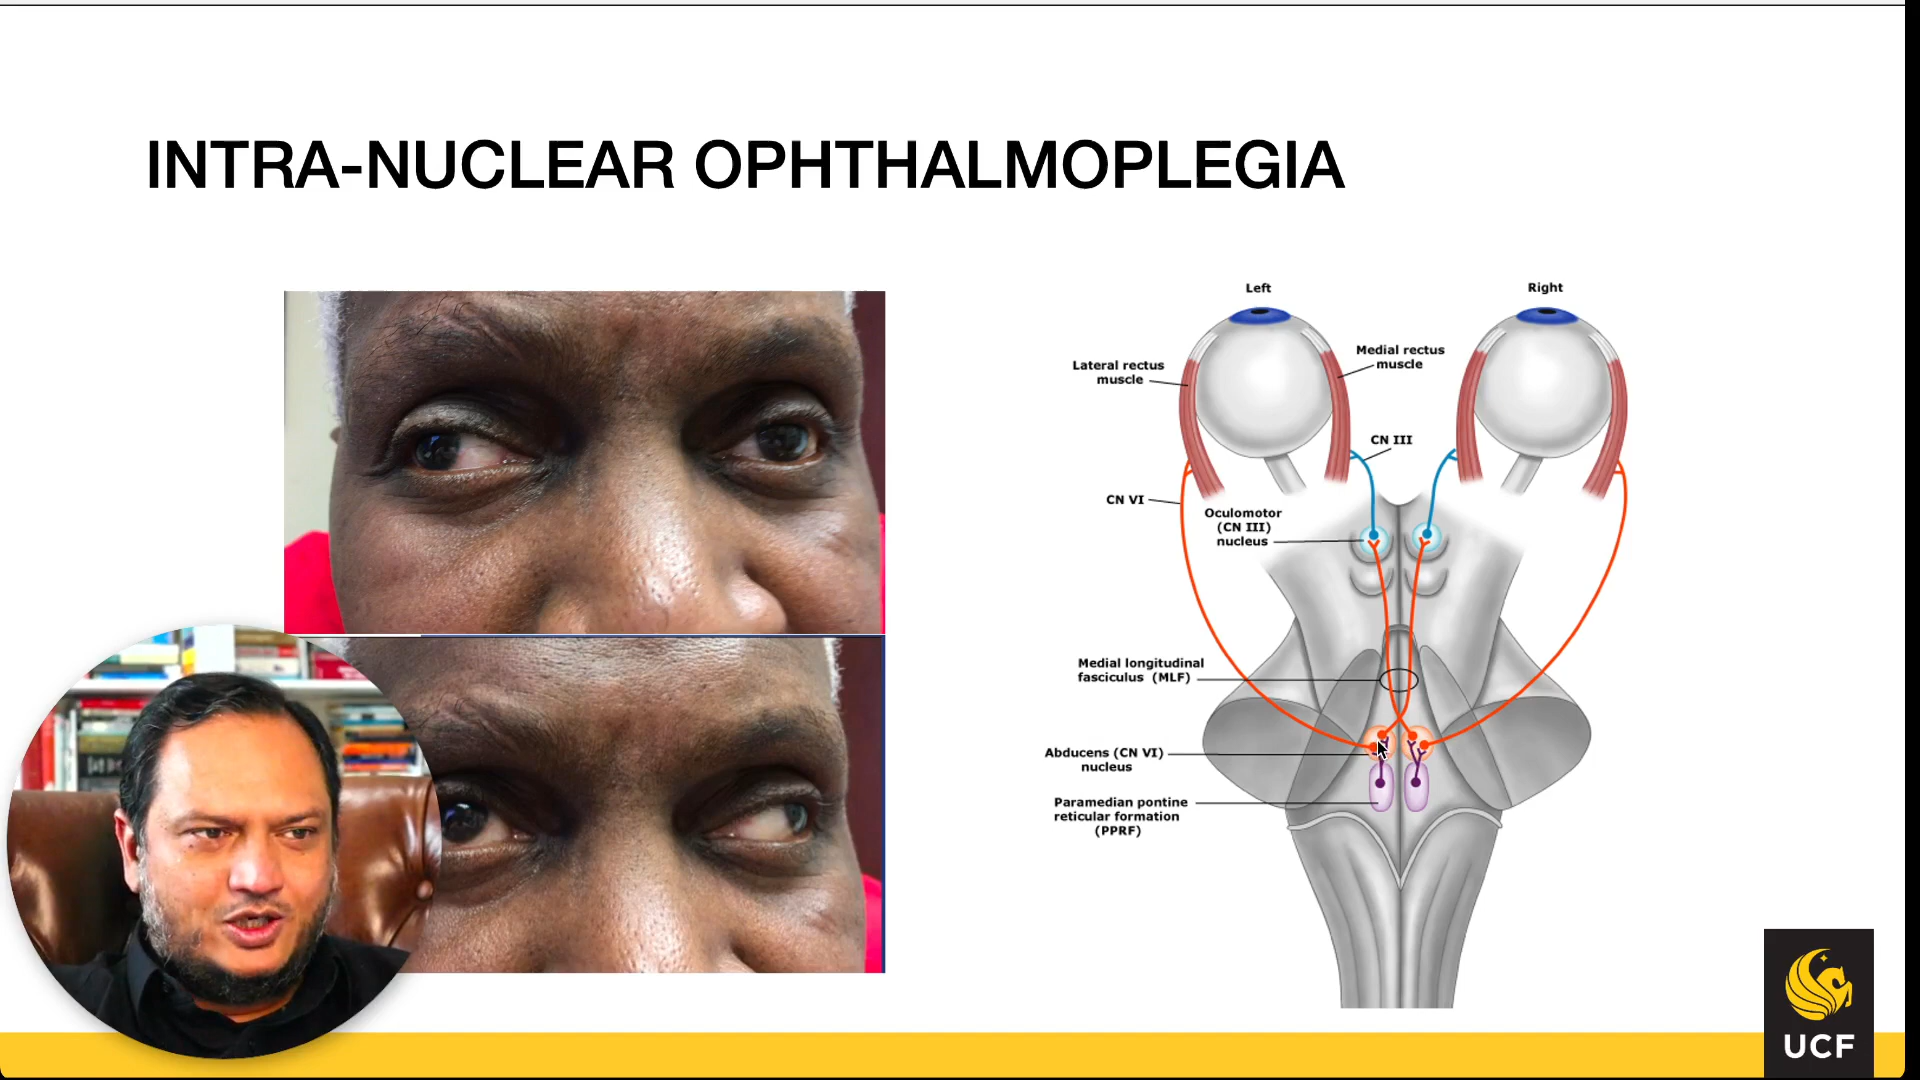 INTRA-NUCLEAR OPHTHALMOPLEGIA
Left
Right
Lateral rectus
muscle
Medial rectus
muscle
CN III
CN VI
Oculomotor
(CN III)
nucleus
Medial longitudinal
fasciculus (MLF)
Abducens (CN VI)
nucleus
Paramedian pontine
reticular formation
(PPRF)
UCF